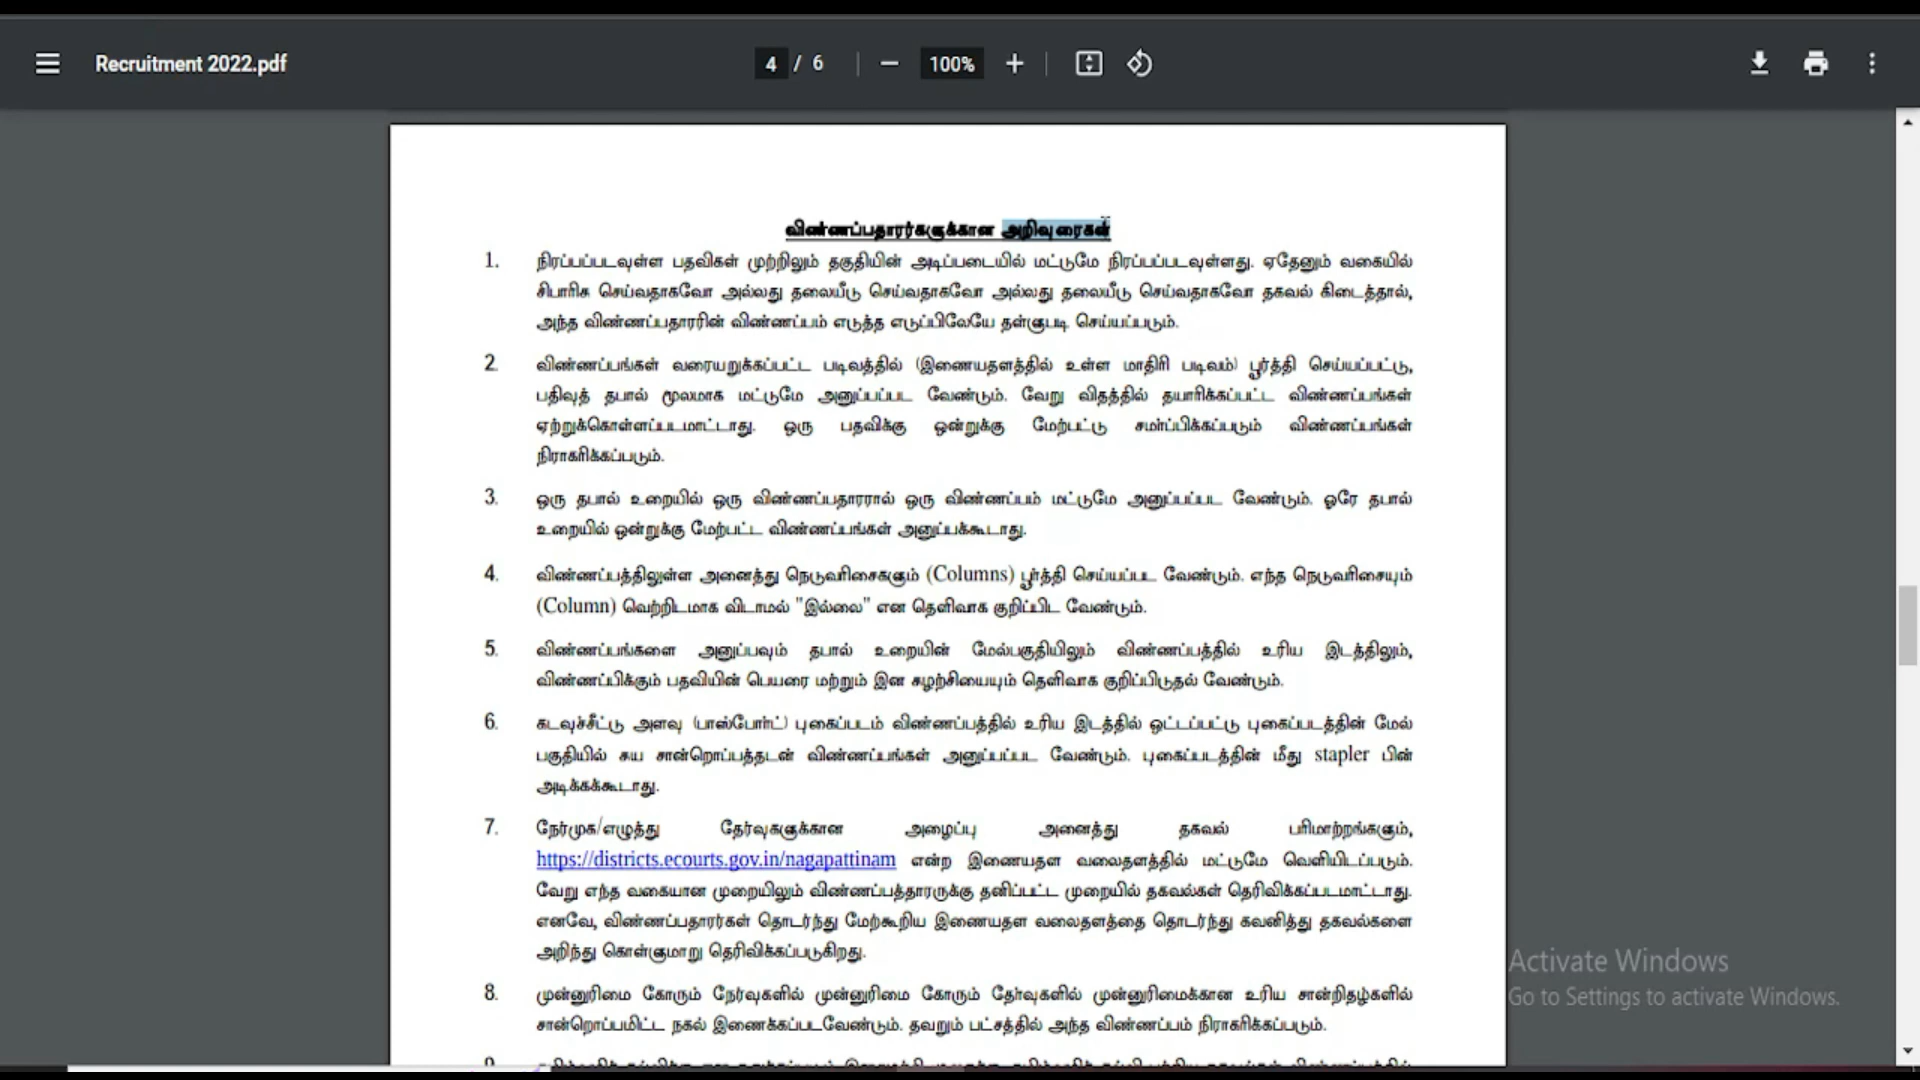 Recruitment 2022.pdf
4 / 6
100%
விண்ணப்பதாரர்களுக்கான அறிவுரைகள்
1. நிரப்பப்படவுள்ள பதவிகள் முற்றிலும் தகுதியின் அடிப்படையில் மட்டுமே நிரப்பப்படவுள்ளது. ஏதேனும் வகையில்
சிபாரிசு செய்வதாகவோ அல்லது தலையீடு செய்வதாகவோ அல்லது தலையீடு செய்வதாகவோ தகவல் கிடைத்தால்,
அந்த விண்ணப்பதாரரின் விண்ணப்பம் எடுத்த எடுப்பிலேயே தள்ளுபடி செய்யப்படும்.
2. விண்ணப்பங்கள் வரையறுக்கப்பட்ட படிவத்தில் (இணையதளத்தில் உள்ள மாதிரி படிவம்) பூர்த்தி செய்யப்பட்டு,
பதிவுத் தபால் மூலமாக மட்டுமே அனுப்பப்பட வேண்டும். வேறு விதத்தில் தயாரிக்கப்பட்ட விண்ணப்பங்கள்
ஏற்றுக்கொள்ளப்படமாட்டாது. ஒரு பதவிக்கு ஒன்றுக்கு மேற்பட்டு சமர்ப்பிக்கப்படும் விண்ணப்பங்கள்
நிராகரிக்கப்படும்.
3. ஒரு தபால் உறையில் ஒரு விண்ணப்பதாரரால் ஒரு விண்ணப்பம் மட்டுமே அனுப்பப்பட வேண்டும். ஓரே தபால்
உறையில் ஒன்றுக்கு மேற்பட்ட விண்ணப்பங்கள் அனுப்பக்கூடாது.
4. விண்ணப்பத்திலுள்ள அனைத்து நெடுவரிசைகளும் (Columns) பூர்த்தி செய்யப்பட வேண்டும். எந்த நெடுவரிசையும்
(Column) வெற்றிடமாக விடாமல் "இல்லை" என தெளிவாக குறிப்பிட வேண்டும்.
5. விண்ணப்பங்களை அனுப்பவும் தபால் உறையின் மேல்பகுதியிலும் விண்ணப்பத்தில் உரிய இடத்திலும்,
விண்ணப்பிக்கும் பதவியின் பெயரை மற்றும் இன சுழற்சியையும் தெளிவாக குறிப்பிடுதல் வேண்டும்.
6. கடவுச்சீட்டு அளவு (பாஸ்போர்ட்) புகைப்படம் விண்ணப்பத்தில் உரிய இடத்தில் ஒட்டப்பட்டு புகைப்படத்தின் மேல்
பகுதியில் சுய சான்றொப்பத்தடன் விண்ணப்பங்கள் அனுப்பப்பட வேண்டும். புகைப்படத்தின் மீது stapler பின்
அடிக்கக்கூடாது.
7. நேர்முக/எழுத்து தேர்வுகளுக்கான அழைப்பு அனைத்து தகவல் பரிமாற்றங்களும்,
https://districts.ecourts.gov.in/nagapattinam என்ற இணையதள வலைதளத்தில் மட்டுமே வெளியிடப்படும்.
வேறு எந்த வகையான முறையிலும் விண்ணப்பத்தாரருக்கு தனிப்பட்ட முறையில் தகவல்கள் தெரிவிக்கப்படமாட்டாது.
எனவே, விண்ணப்பதாரர்கள் தொடர்ந்து மேற்கூறிய இணையதள வலைதளத்தை தொடர்ந்து கவனித்து தகவல்களை
அறிந்து கொள்ளுமாறு தெரிவிக்கப்படுகிறது.
8. முன்னுரிமை கோரும் நேர்வுகளில் முன்னுரிமை கோரும் தேர்வுகளில் முன்னுரிமைக்கான உரிய சான்றிதழ்களில்
சான்றொப்பமிட்ட நகல் இணைக்கப்படவேண்டும். தவறும் பட்சத்தில் அந்த விண்ணப்பம் நிராகரிக்கப்படும்.
Activate Windows
Go to Settings to activate Windows.